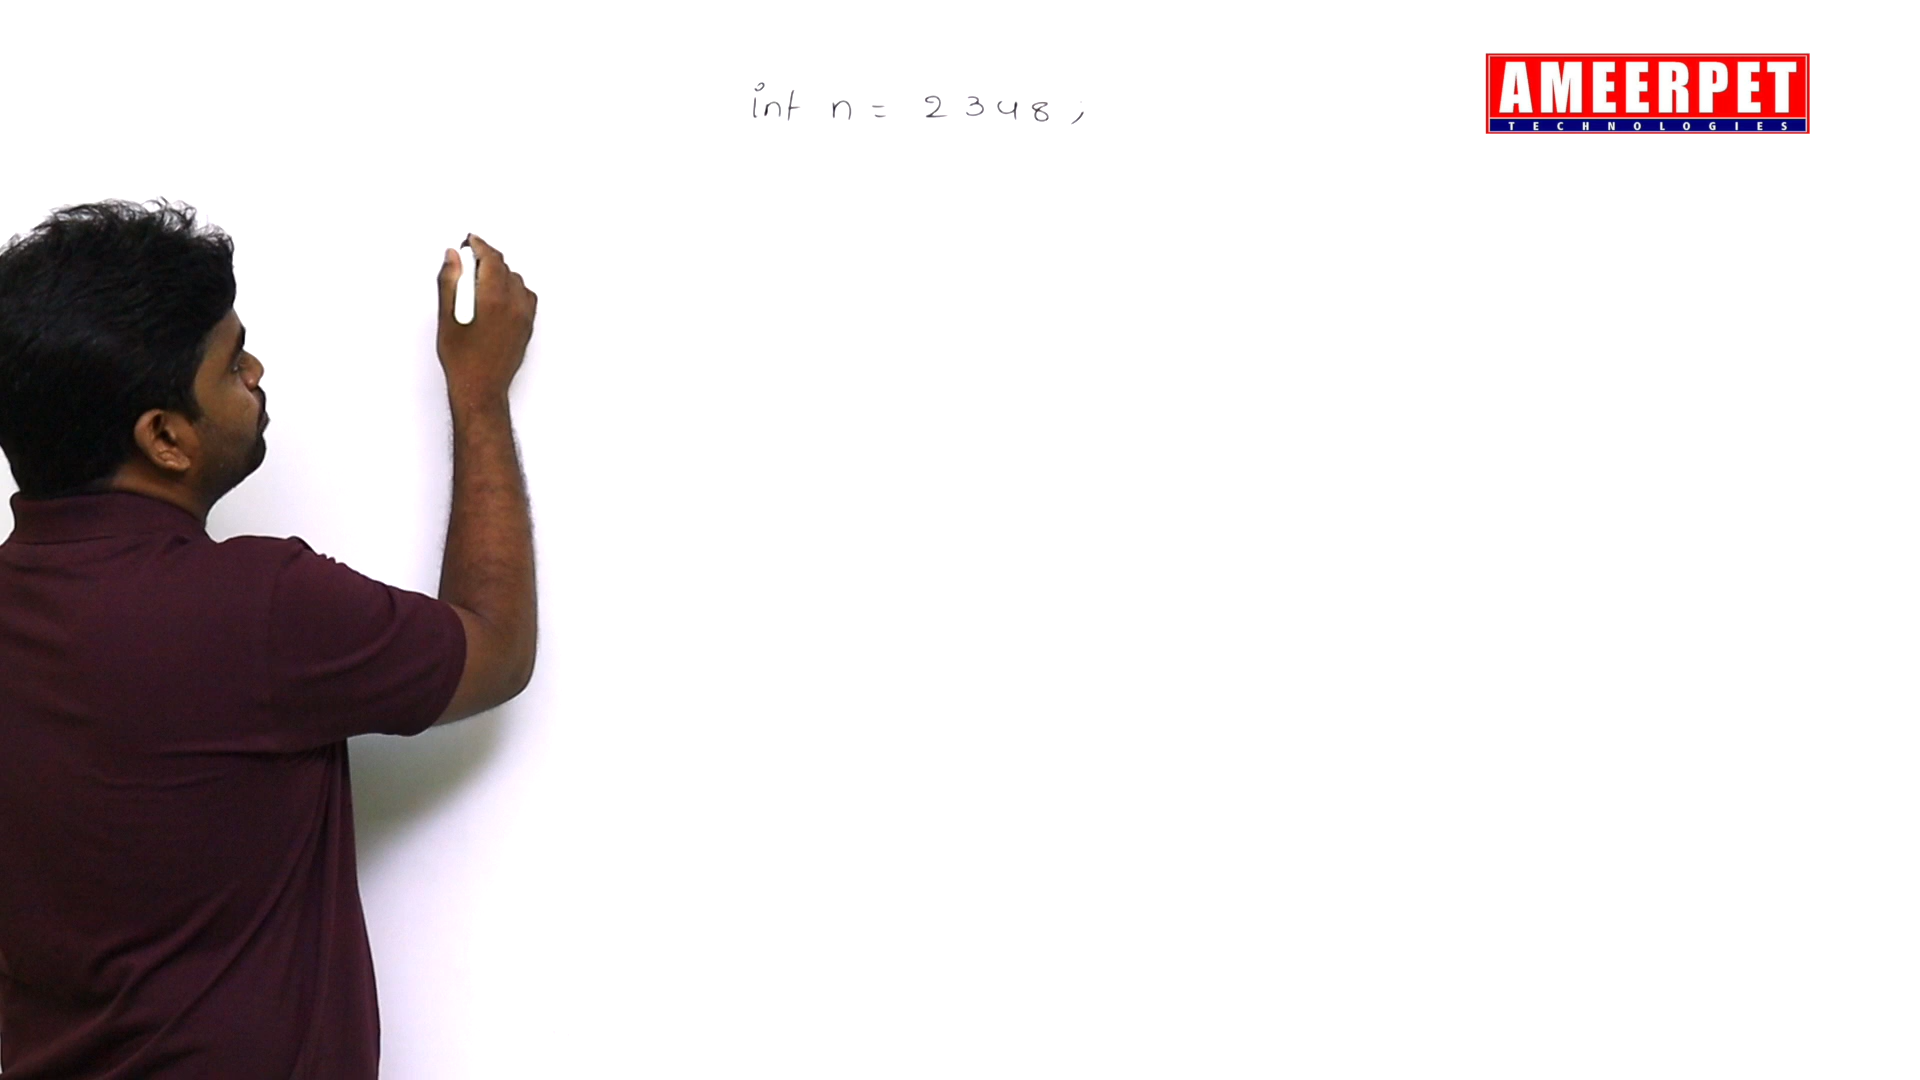 int n = 2348;
AMEERPET
TECHNOLOGIES